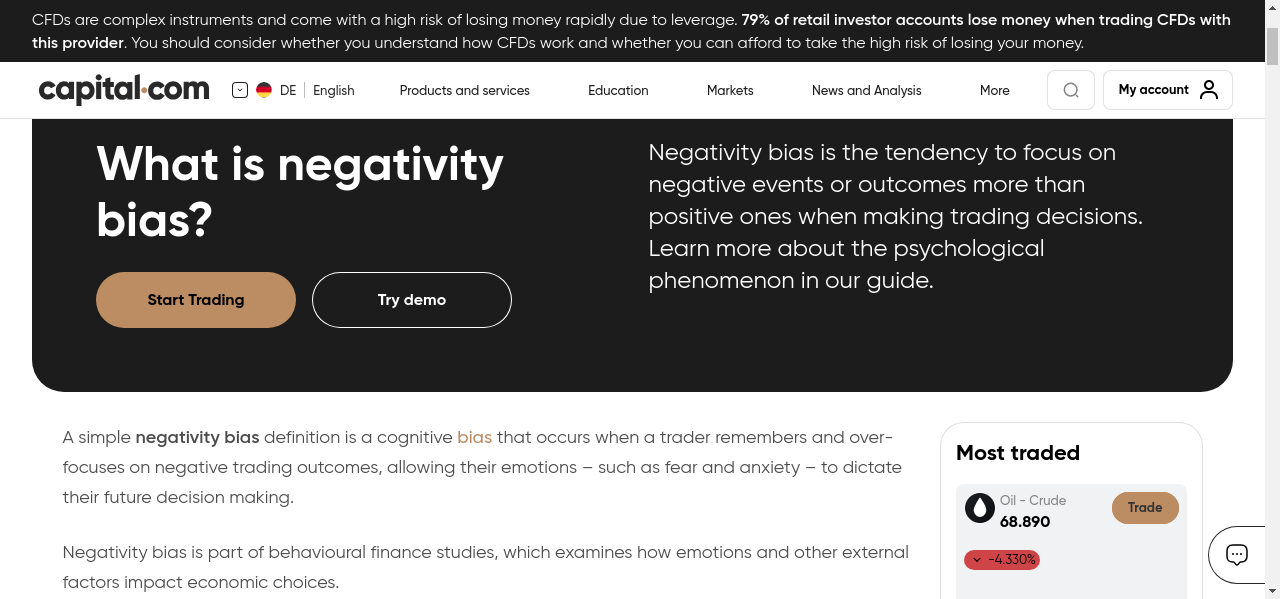 CFDs are complex instruments and come with a high risk of losing money rapidly due to leverage. 79% of retail investor accounts lose money when trading CFDs with
this provider. You should consider whether you understand how CFDs work and whether you can afford to take the high risk of losing your money.
capital.com
DE English
Products and services
Education
Markets
News and Analysis
More
My account
What is negativity
bias?
Start Trading
Try demo
Negativity bias is the tendency to focus on
negative events or outcomes more than
positive ones when making trading decisions.
Learn more about the psychological
phenomenon in our guide.
A simple negativity bias definition is a cognitive bias that occurs when a trader remembers and over-
focuses on negative trading outcomes, allowing their emotions – such as fear and anxiety – to dictate
their future decision making.
Negativity bias is part of behavioural finance studies, which examines how emotions and other external
factors impact economic choices.
Most traded
Oil - Crude
68.890
Trade
-4.330%